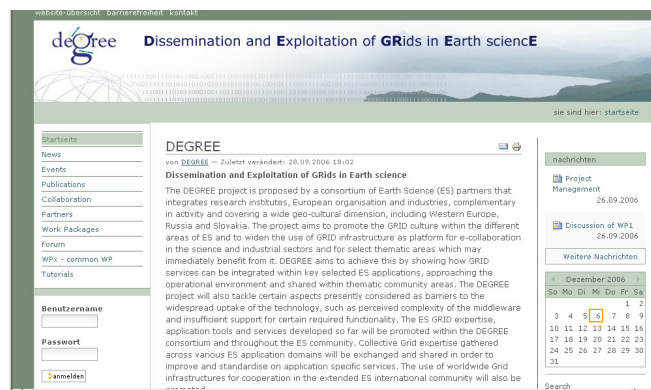 website-übersicht barrierefreiheit kontakt
degree
Dissemination and Exploitation of GRids in Earth sciencE
sie sind hier: startseite
Startseite
News
Events
Publications
Collaboration
Partners
Work Packages
Forum
WPx - common WP
Tutorials
Benutzername
Passwort
anmelden
DEGREE
von DEGREE — Zuletzt verändert: 28.09.2006 18:02
Dissemination and Exploitation of GRids in Earth science
The DEGREE project is proposed by a consortium of Earth Science (ES) partners that
integrates research institutes, European organisation and industries, complementary
in activity and covering a wide geo-cultural dimension, including Western Europe,
Russia and Slovakia. The project aims to promote the GRID culture within the different
areas of ES and to widen the use of GRID infrastructure as platform for e-collaboration
in the science and industrial sectors and for select thematic areas which may
immediately benefit from it. DEGREE aims to achieve this by showing how GRID
services can be integrated within key selected ES applications, approaching the
operational environment and shared within thematic community areas. The DEGREE
project will also tackle certain aspects presently considered as barriers to the
widespread uptake of the technology, such as perceived complexity of the middleware
and insufficient support for certain required functionality. The ES GRID expertise,
application tools and services developed so far will be promoted within the DEGREE
consortium and throughout the ES community. Collective Grid expertise gathered
across various ES application domains will be exchanged and shared in order to
improve and standardise on application specific services. The use of worldwide Grid
infrastructures for cooperation in the extended ES international community will also be
nachrichten
Project
Management
26.09.2006
Discussion of WP1
26.09.2006
Weitere Nachrichten
Dezember 2006
So Mo Di Mi Do Fr Sa
1 2
3 4 5 6 7 8 9
10 11 12 13 14 15 16
17 18 19 20 21 22 23
24 25 26 27 28 29 30
31
Search